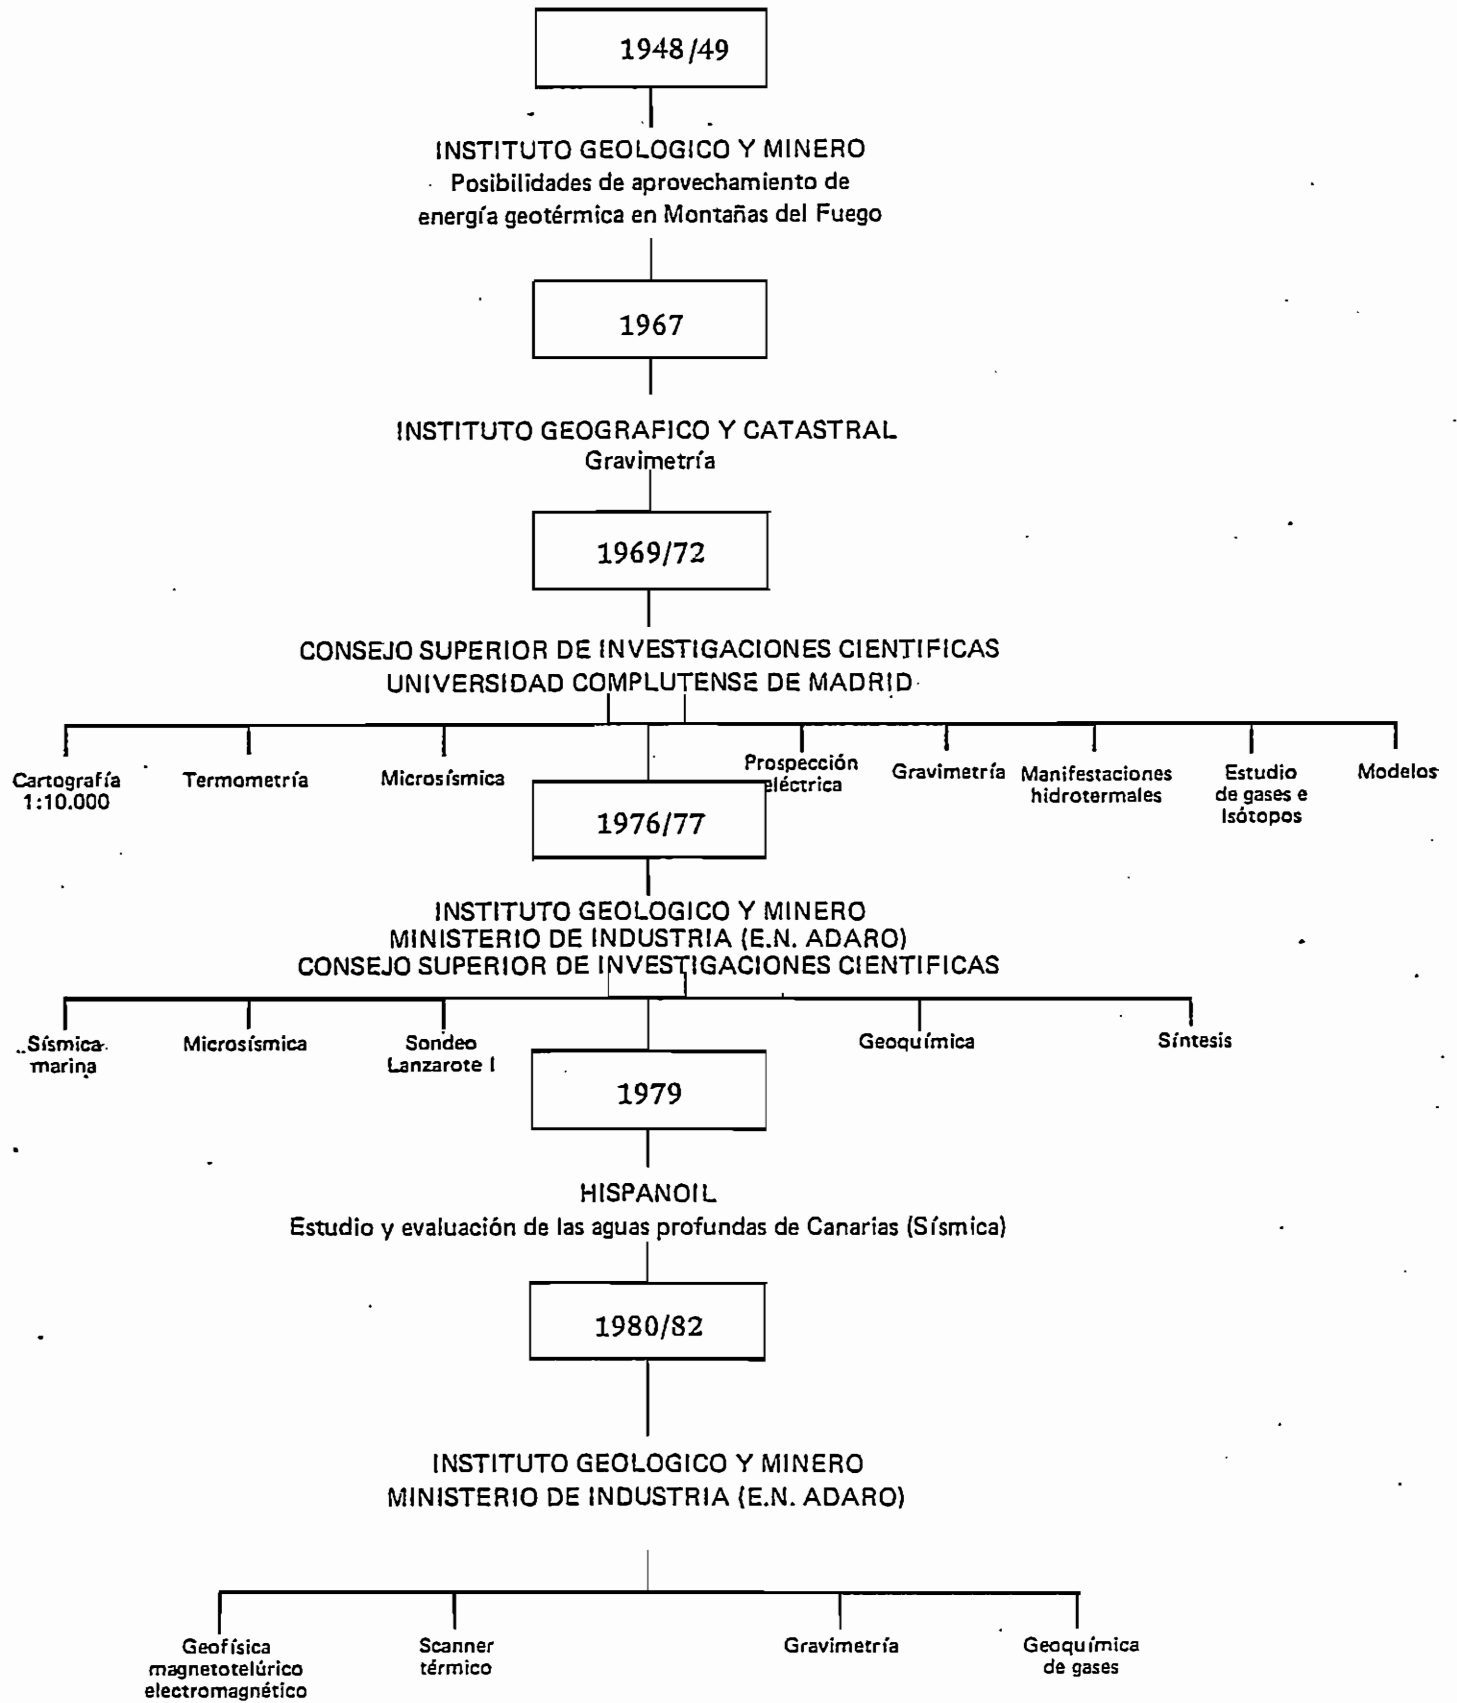 1948/49
INSTITUTO GEOLOGICO Y MINERO
Posibilidades de aprovechamiento de
energía geotérmica en Montañas del Fuego
1967
INSTITUTO GEOGRAFICO Y CATASTRAL
Gravimetría
1969/72
CONSEJO SUPERIOR DE INVESTIGACIONES CIENTIFICAS
UNIVERSIDAD COMPLUTENSE DE MADRID
Cartografía
1:10.000
Termometría
Microsísmica
Prospección
eléctrica
Gravimetría
Manifestaciones
hidrotermales
Estudio
de gases e
Isótopos
Modelos
1976/77
INSTITUTO GEOLOGICO Y MINERO
MINISTERIO DE INDUSTRIA (E.N. ADARO)
CONSEJO SUPERIOR DE INVESTIGACIONES CIENTIFICAS
Sísmica
marina
Microsísmica
Sondeo
Lanzarote I
Geoquímica
Síntesis
1979
HISPANOIL
Estudio y evaluación de las aguas profundas de Canarias (Sísmica)
1980/82
INSTITUTO GEOLOGICO Y MINERO
MINISTERIO DE INDUSTRIA (E.N. ADARO)
Geofísica
magnetotelúrico
electromagnético
Scanner
térmico
Gravimetría
Geoquímica
de gases